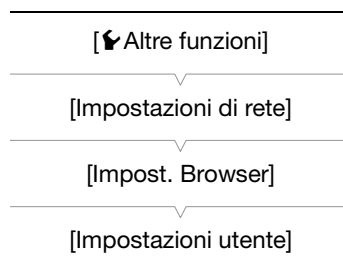 [Altre funzioni]
[Impostazioni di rete]
[Impost. Browser]
[Impostazioni utente]